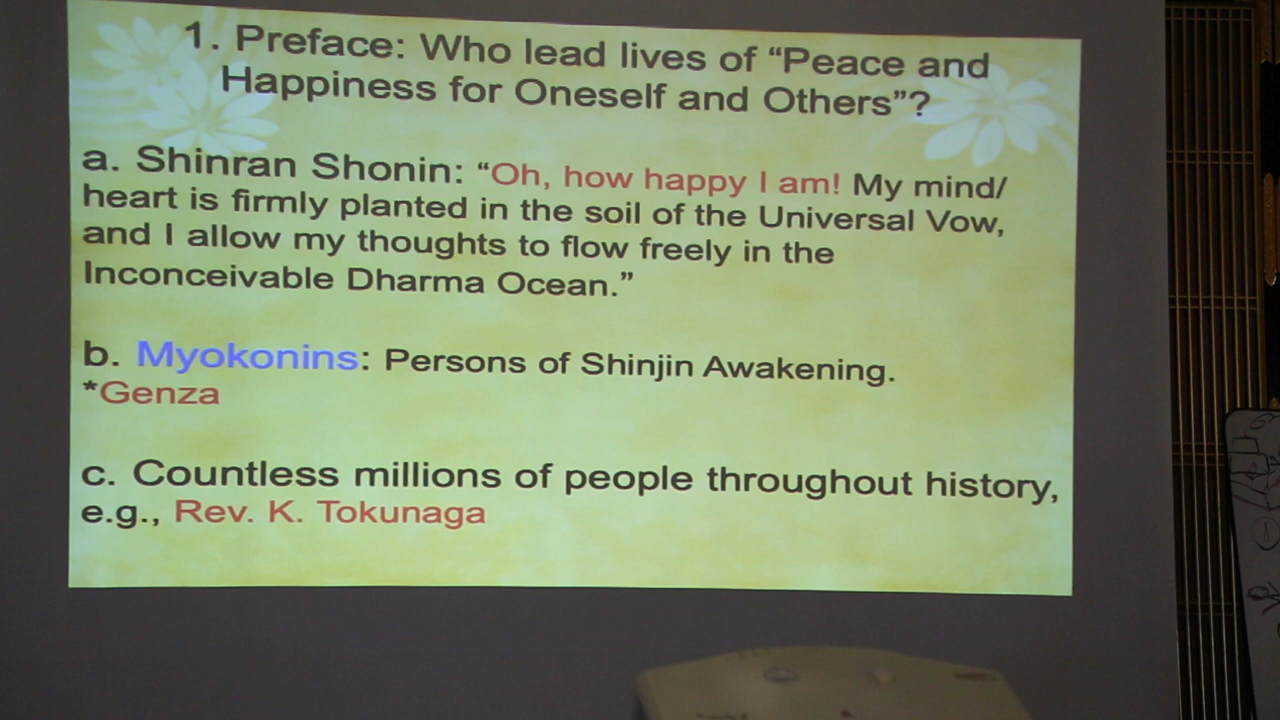 1. Preface: Who lead lives of “Peace and
Happiness for Oneself and Others”?
a. Shinran Shonin: “Oh, how happy I am! My mind/
heart is firmly planted in the soil of the Universal Vow,
and I allow my thoughts to flow freely in the
Inconceivable Dharma Ocean.”
b. Myokonins: Persons of Shinjin Awakening.
*Genza
c. Countless millions of people throughout history,
e.g., Rev. K. Tokunaga